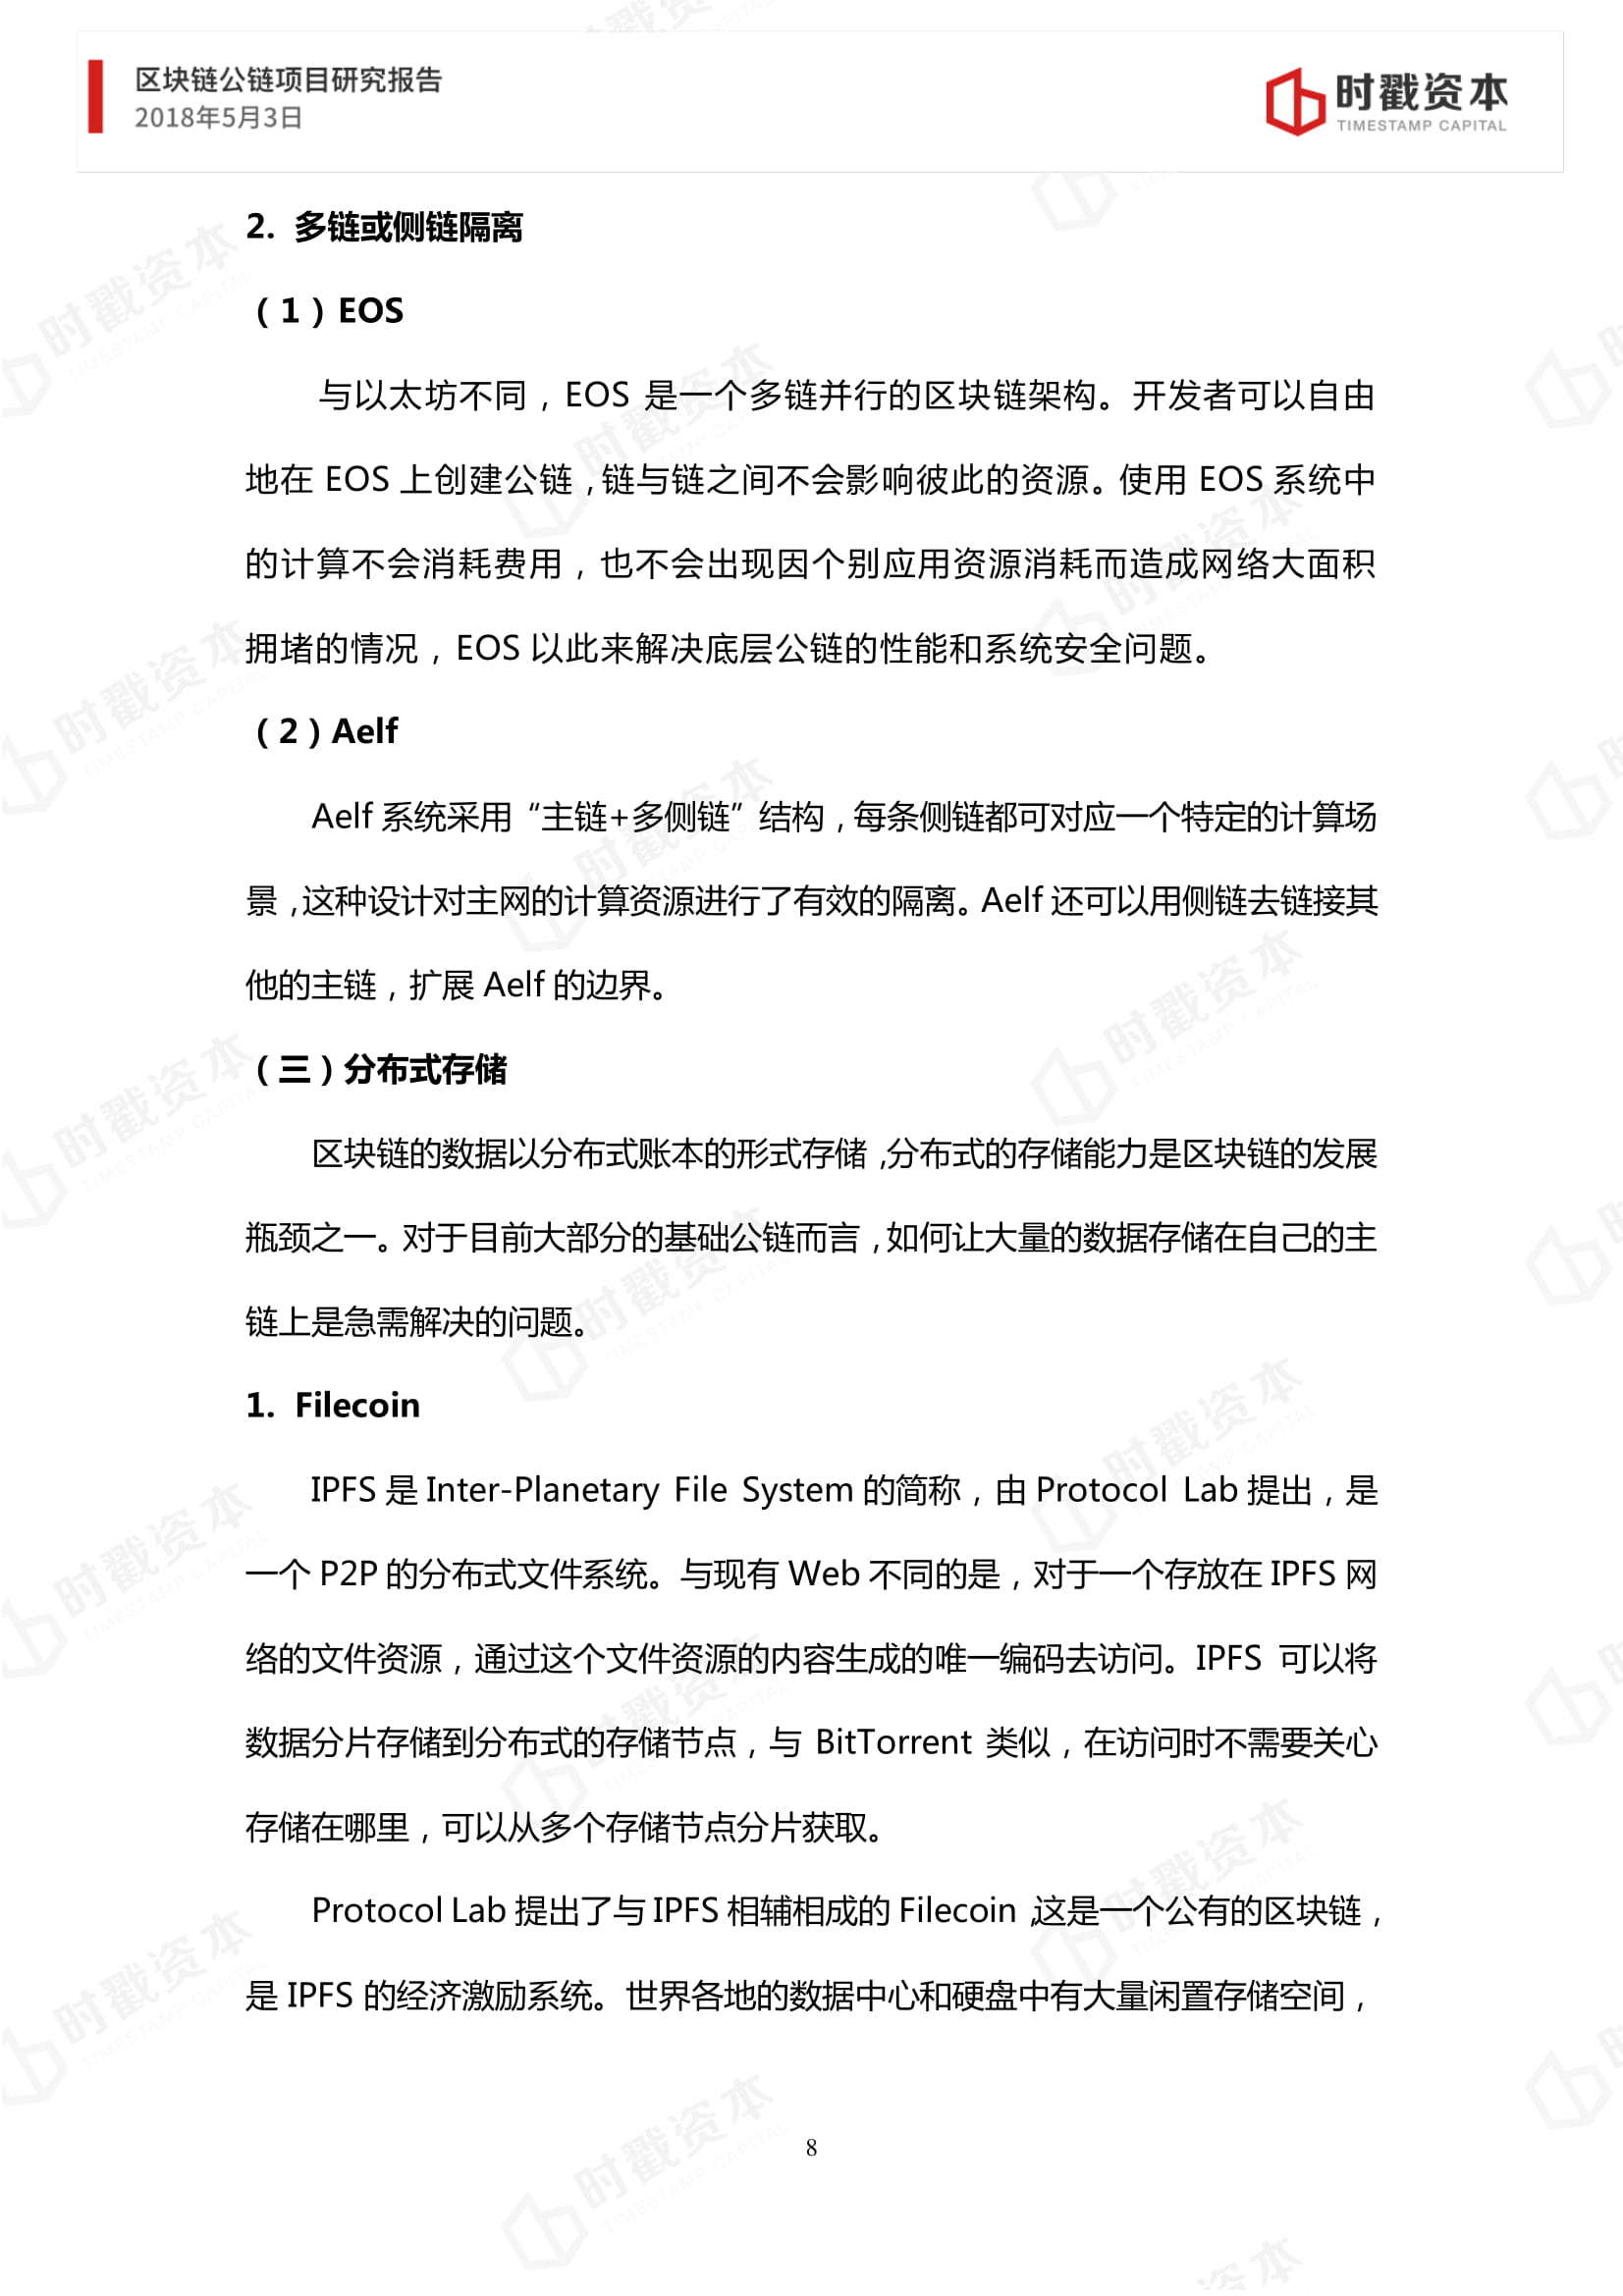 区块链公链项目研究报告
2018年5月3日
时戳资本
TIMESTAMP CAPITAL
2. 多链或侧链隔离
（1）EOS
与以太坊不同，EOS 是一个多链并行的区块链架构。开发者可以自由
地在 EOS 上创建公链，链与链之间不会影响彼此的资源。使用 EOS 系统中
的计算不会消耗费用，也不会出现因个别应用资源消耗而造成网络大面积
拥堵的情况，EOS 以此来解决底层公链的性能和系统安全问题。
（2）Aelf
Aelf 系统采用“主链+多侧链”结构，每条侧链都可对应一个特定的计算场
景，这种设计对主网的计算资源进行了有效的隔离。Aelf 还可以用侧链去链接其
他的主链，扩展 Aelf 的边界。
（三）分布式存储
区块链的数据以分布式账本的形式存储，分布式的存储能力是区块链的发展
瓶颈之一。对于目前大部分的基础公链而言，如何让大量的数据存储在自己的主
链上是急需解决的问题。
1. Filecoin
IPFS 是 Inter-Planetary File System 的简称，由 Protocol Lab 提出，是
一个 P2P 的分布式文件系统。与现有 Web 不同的是，对于一个存放在 IPFS 网
络的文件资源，通过这个文件资源的内容生成的唯一编码去访问。IPFS 可以将
数据分片存储到分布式的存储节点，与 BitTorrent 类似，在访问时不需要关心
存储在哪里，可以从多个存储节点分片获取。
Protocol Lab 提出了与 IPFS 相辅相成的 Filecoin，这是一个公有的区块链，
是 IPFS 的经济激励系统。世界各地的数据中心和硬盘中有大量闲置存储空间，
8